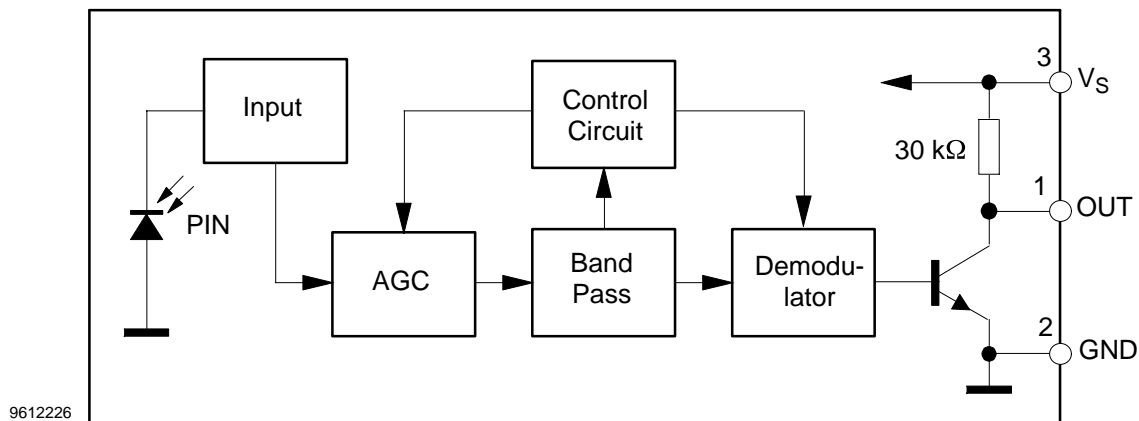 3
V_S
Input
Control
Circuit
30 kΩ
1
OUT
PIN
AGC
Band
Pass
Demodu-
lator
2
GND
9612226